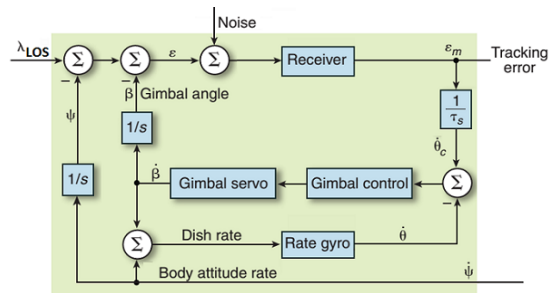 Noise
λLOS
Σ
Σ
ε
Σ
Receiver
εm
Tracking
error
−
−
β Gimbal angle
ψ
1/s
1
τs
θ̇c
1/s
β̇
Gimbal servo
Gimbal control
Σ
−
Σ
Dish rate
Rate gyro
θ̇
Body attitude rate
ψ̇